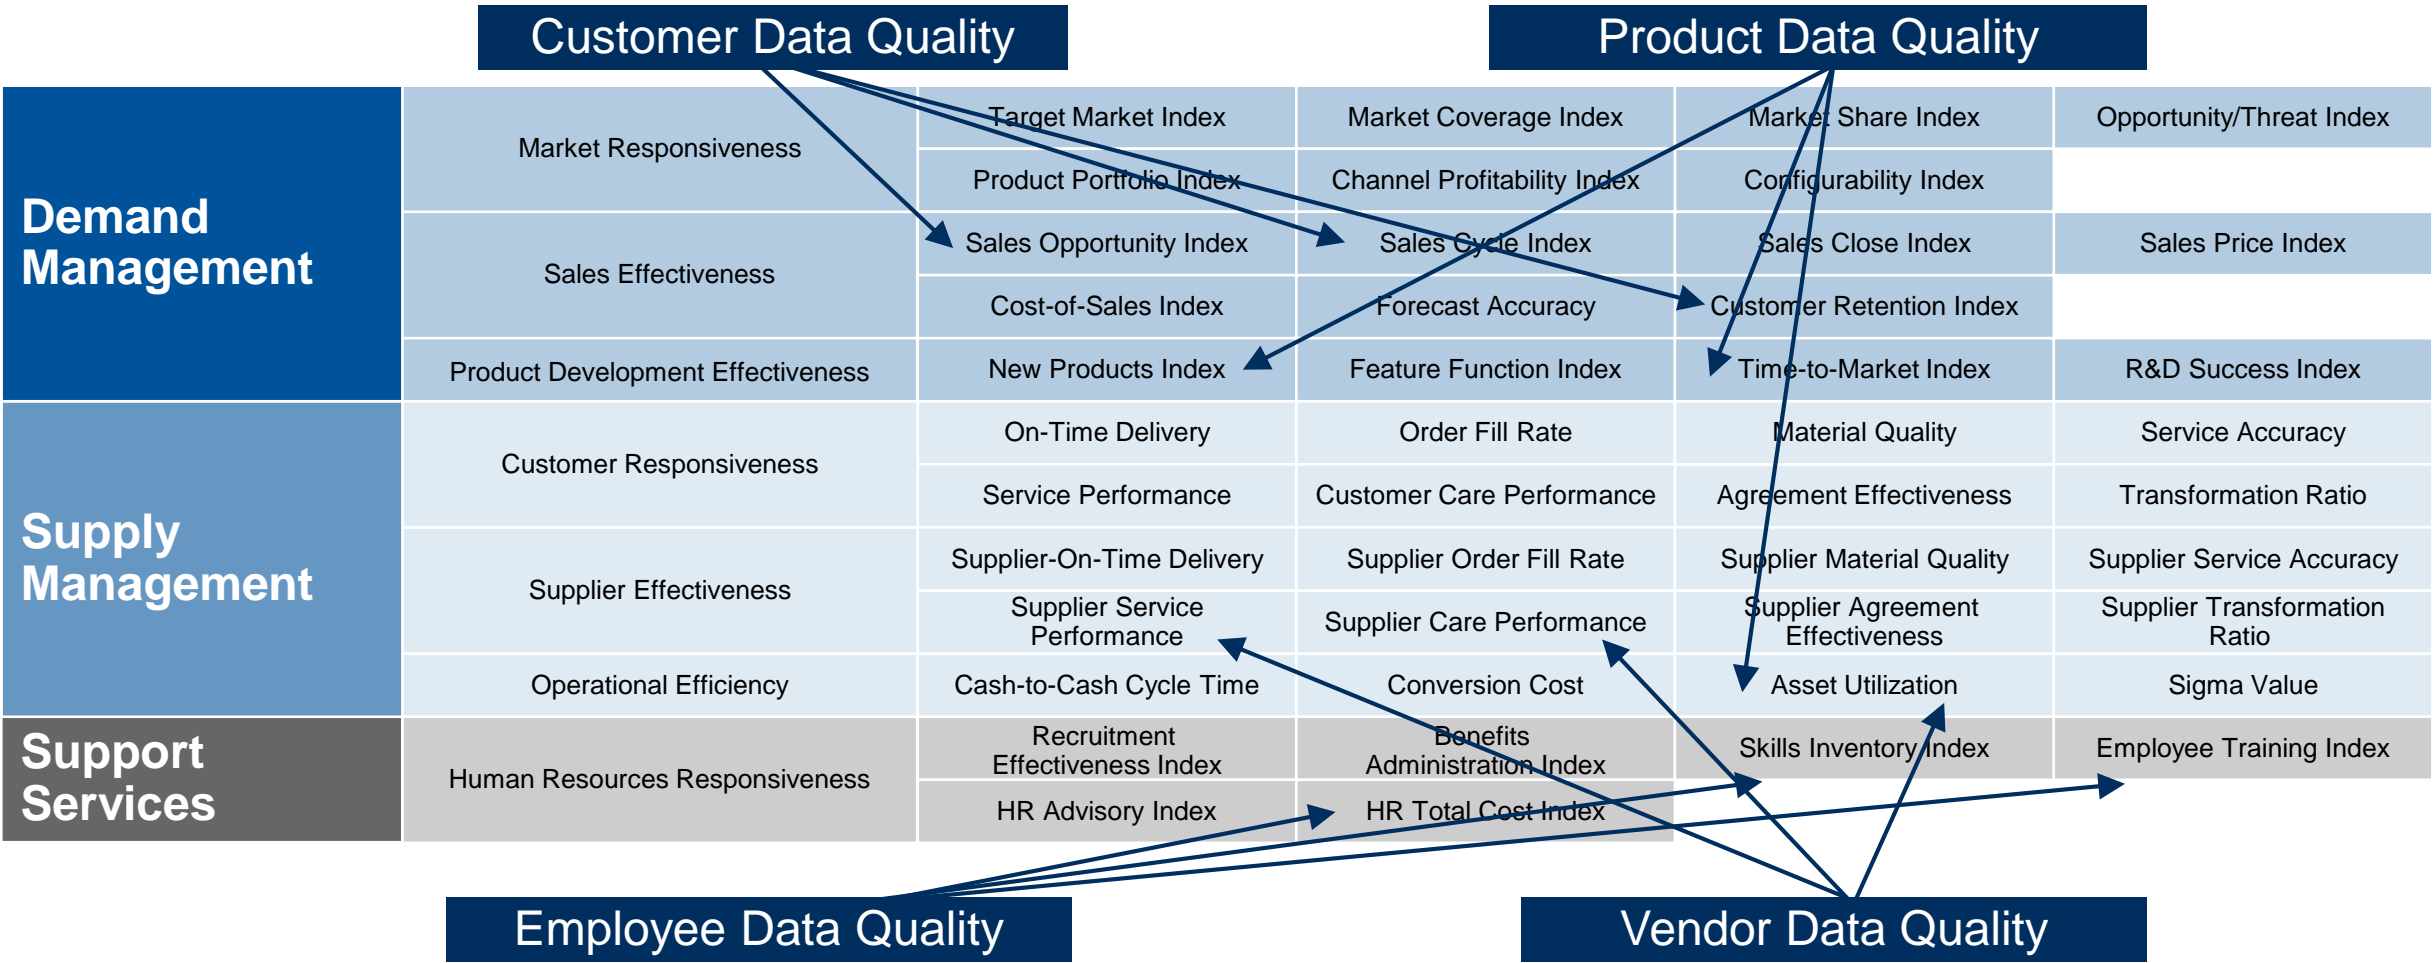 Customer Data Quality
Product Data Quality
Demand
Management
Market Responsiveness
Target Market Index
Market Coverage Index
Market Share Index
Opportunity/Threat Index
Product Portfolio Index
Channel Profitability Index
Configurability Index
Sales Effectiveness
Sales Opportunity Index
Sales Cycle Index
Sales Close Index
Sales Price Index
Cost-of-Sales Index
Forecast Accuracy
Customer Retention Index
Product Development Effectiveness
New Products Index
Feature Function Index
Time-to-Market Index
R&D Success Index
Supply
Management
Customer Responsiveness
On-Time Delivery
Order Fill Rate
Material Quality
Service Accuracy
Service Performance
Customer Care Performance
Agreement Effectiveness
Transformation Ratio
Supplier Effectiveness
Supplier-On-Time Delivery
Supplier Order Fill Rate
Supplier Material Quality
Supplier Service Accuracy
Supplier Service
Performance
Supplier Care Performance
Supplier Agreement
Effectiveness
Supplier Transformation
Ratio
Operational Efficiency
Cash-to-Cash Cycle Time
Conversion Cost
Asset Utilization
Sigma Value
Support
Services
Human Resources Responsiveness
Recruitment
Effectiveness Index
Benefits
Administration Index
Skills Inventory Index
Employee Training Index
HR Advisory Index
HR Total Cost Index
Employee Data Quality
Vendor Data Quality